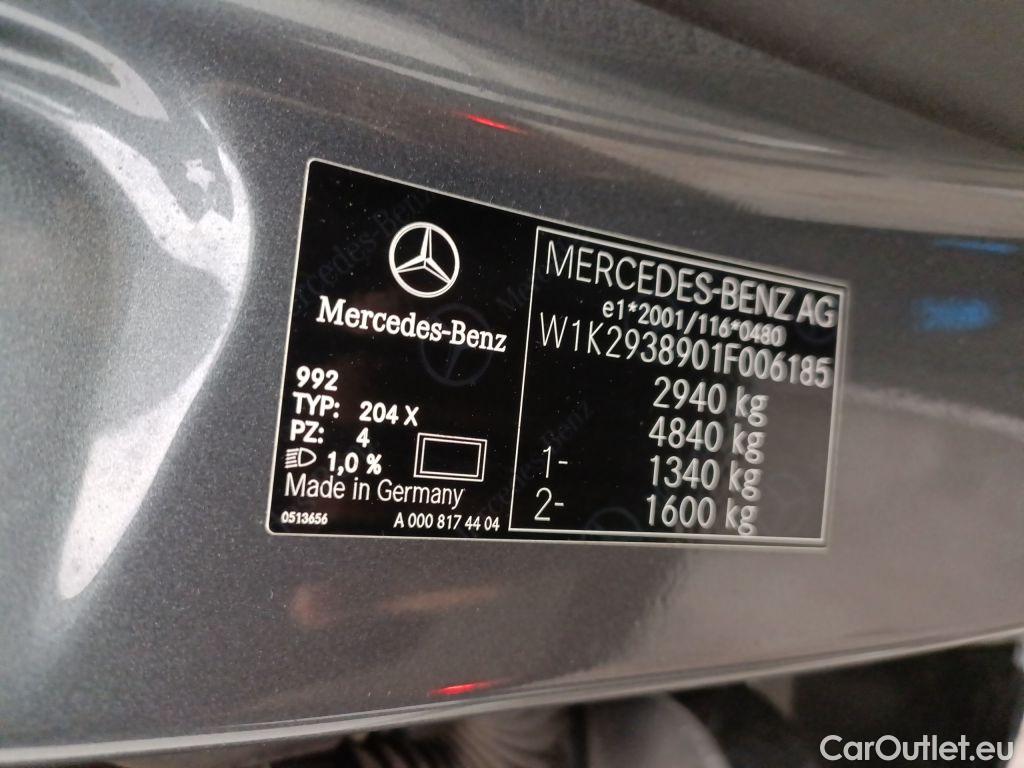 Mercedes-Benz
992
TYP: 204 X
PZ: 4
1,0 %
Made in Germany
0513656 A 000 817 44 04
MERCEDES-BENZ AG
e1*2001/116*0480
W1K2938901F006185
2940 kg
4840 kg
1- 1340 kg
2- 1600 kg
CarOutlet.eu